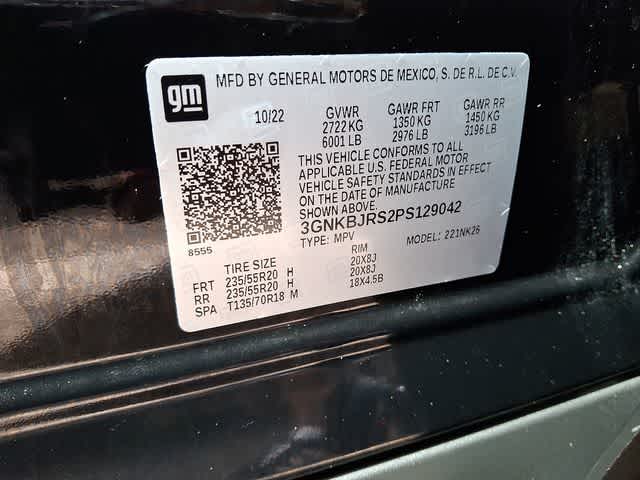 gm
MFD BY GENERAL MOTORS DE MEXICO, S. DE R.L. DE C.V.
10/22 GVWR GAWR FRT GAWR RR
2722 KG 1350 KG 1450 KG
6001 LB 2976 LB 3196 LB
THIS VEHICLE CONFORMS TO ALL
APPLICABLE U.S. FEDERAL MOTOR
VEHICLE SAFETY STANDARDS IN EFFECT
ON THE DATE OF MANUFACTURE
SHOWN ABOVE.
3GNKBJRS2PS129042
8555 TYPE: MPV MODEL: 221NK26
TIRE SIZE RIM
FRT 235/55R20 H 20X8J
RR 235/55R20 H 20X8J
SPA T135/70R18 M 18X4.5B